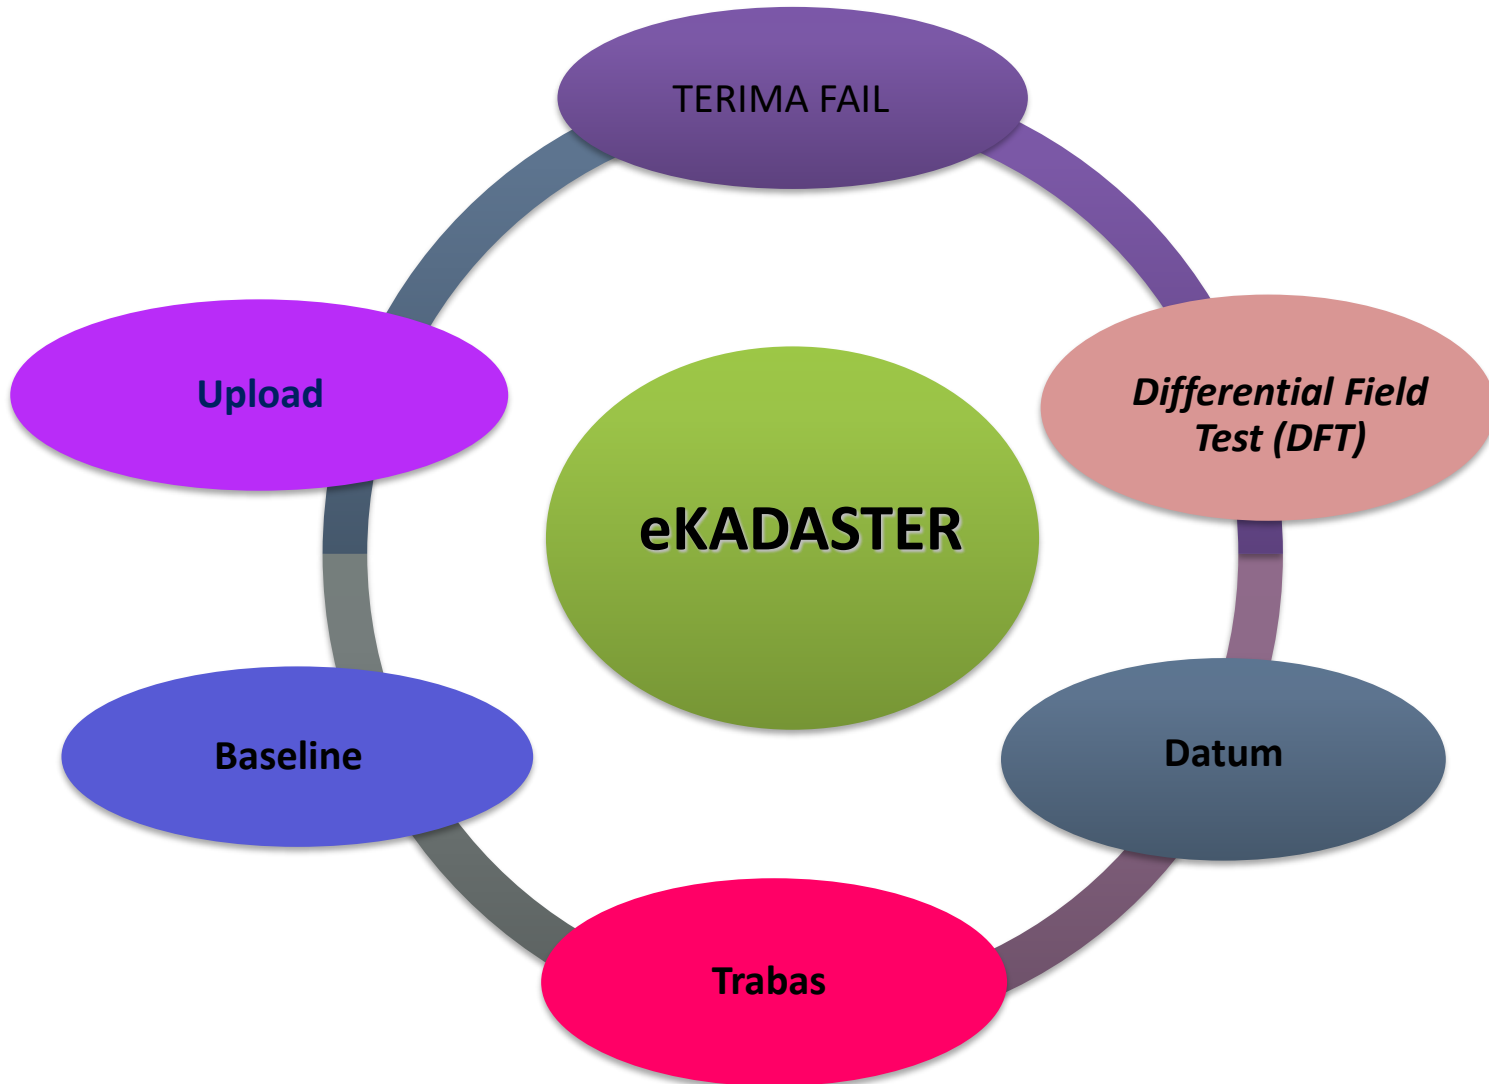 TERIMA FAIL
Differential Field
Test (DFT)
Datum
Trabas
Baseline
Upload
eKADASTER